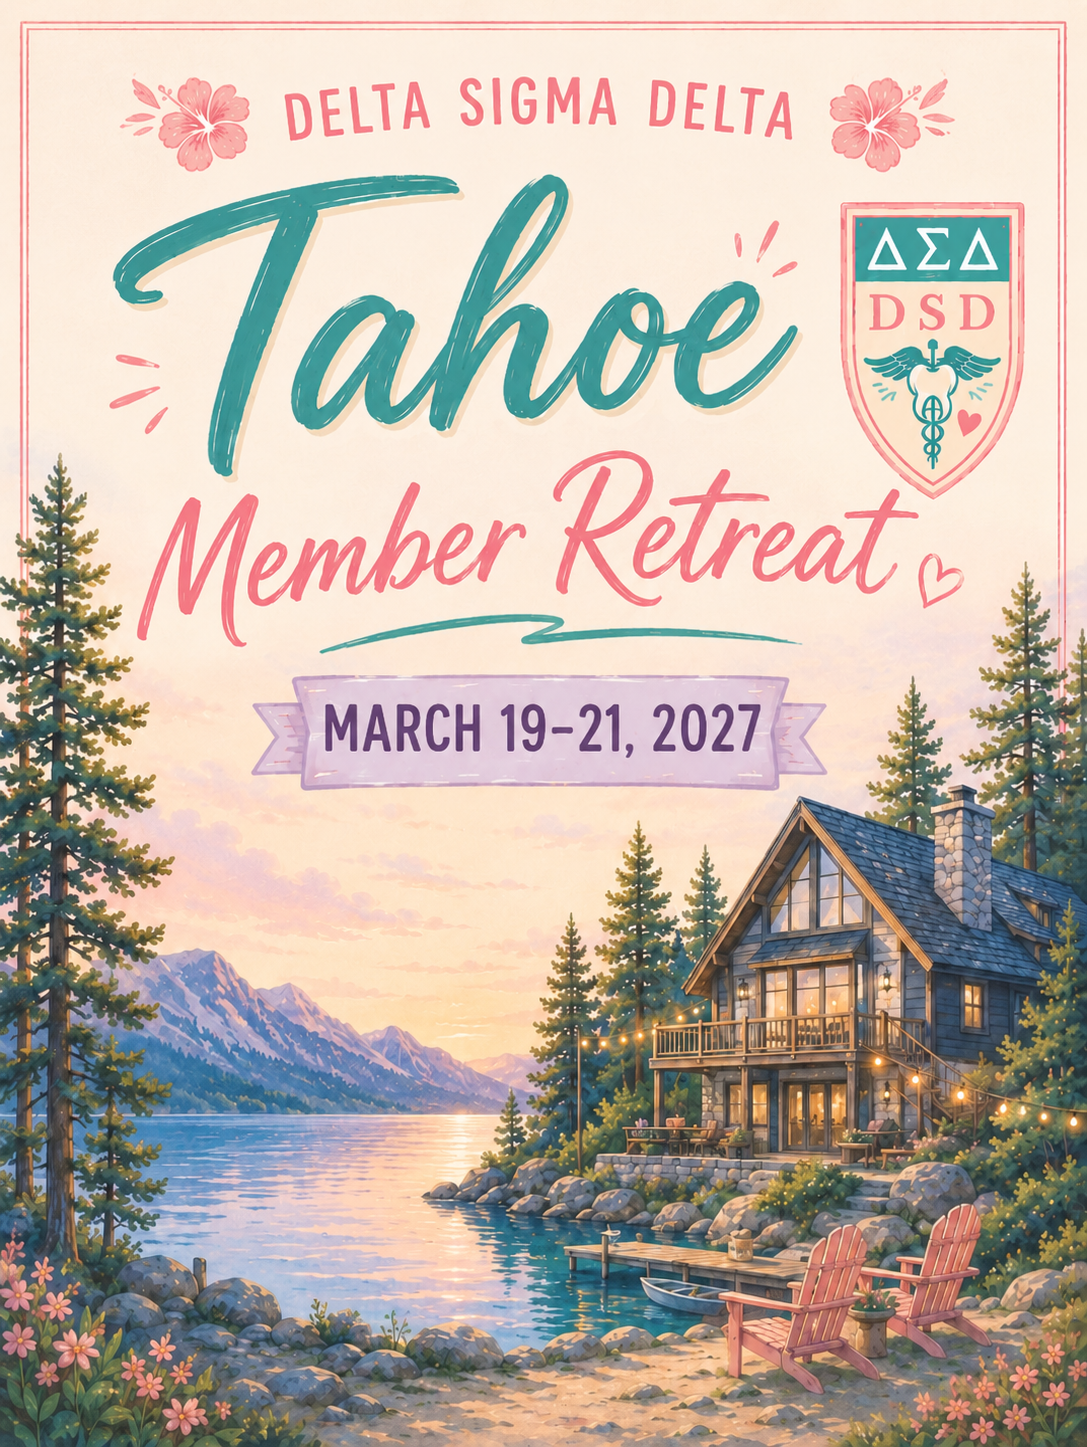 DELTA SIGMA DELTA
Tahoe
ΔΣΔ
DSD
Member Retreat
MARCH 19–21, 2027